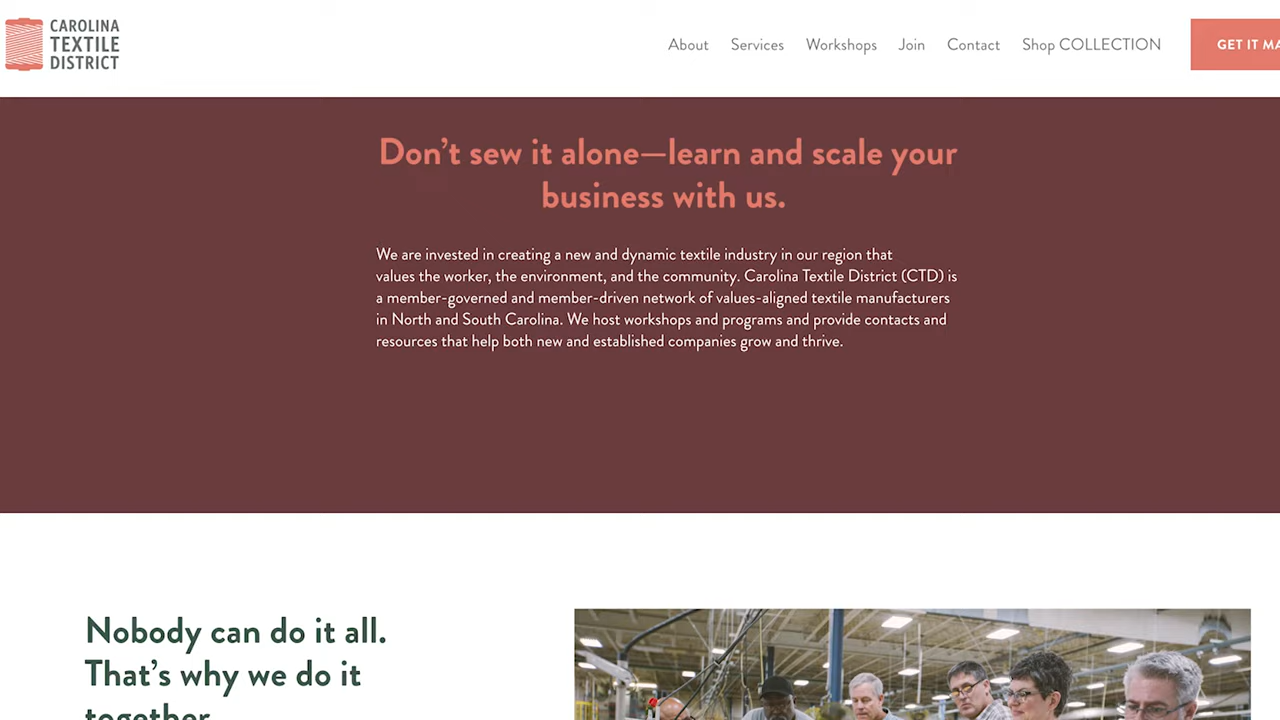 CAROLINA
TEXTILE
DISTRICT
About Services Workshops Join Contact Shop COLLECTION GET IT
Don’t sew it alone—learn and scale your
business with us.
We are invested in creating a new and dynamic textile industry in our region that
values the worker, the environment, and the community. Carolina Textile District (CTD) is
a member-governed and member-driven network of values-aligned textile manufacturers
in North and South Carolina. We host workshops and programs and provide contacts and
resources that help both new and established companies grow and thrive.
Nobody can do it all.
That’s why we do it
together.